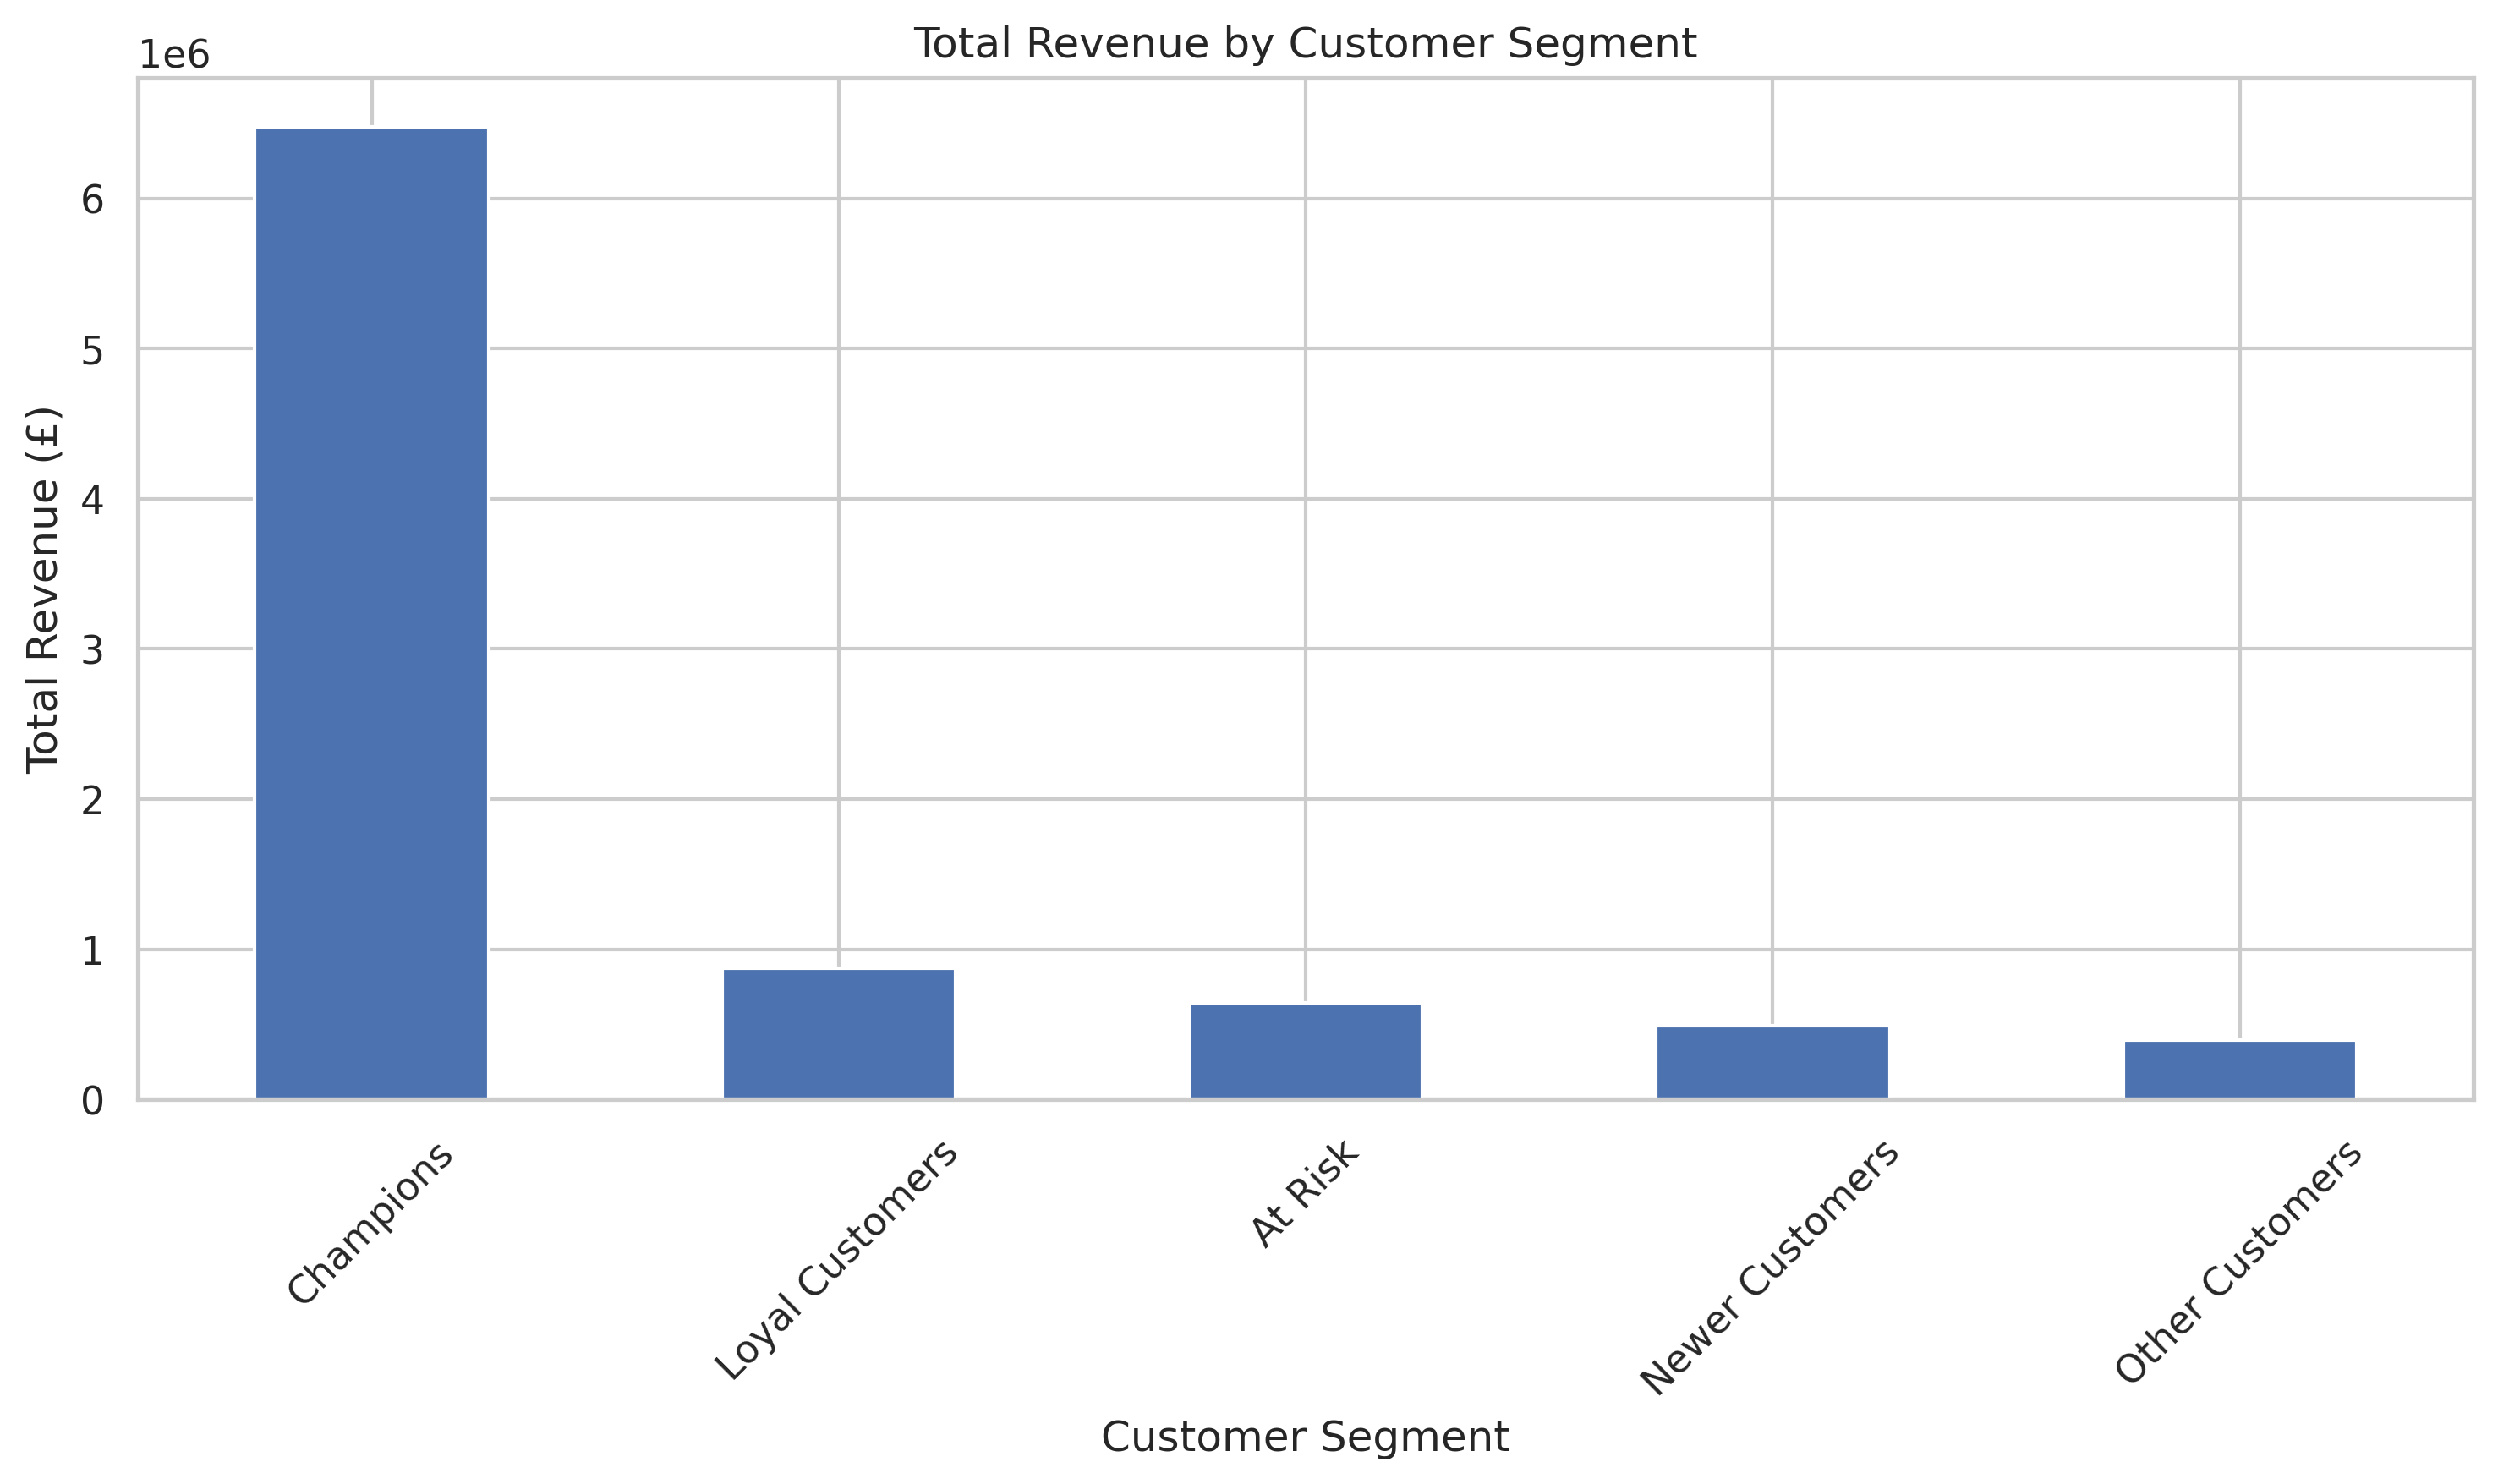 Total Revenue by Customer Segment
1e6
6
5
4
3
2
1
0
Total Revenue (£)
Champions
Loyal Customers
At Risk
Newer Customers
Other Customers
Customer Segment